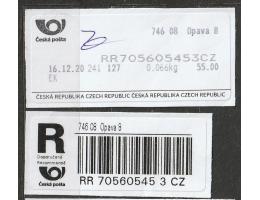 746 08 Opava 8
Česká pošta
RR705605453CZ
16.12.20 241 127 0.066kg 55.00
EK
ČESKÁ REPUBLIKA CZECH REPUBLIC ČESKÁ REPUBLIKA CZECH REPUBLIC
746 08 Opava 8
R
Doporučeně
Recommandé
Česká pošta
RR 70560545 3 CZ